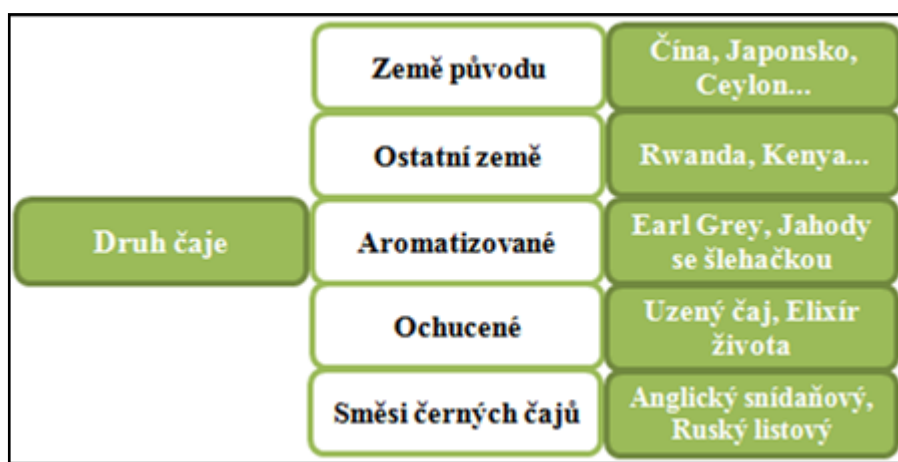 Druh čaje
Země původu
Čína, Japonsko,
Ceylon...
Ostatní země
Rwanda, Kenya...
Aromatizované
Earl Grey, Jahody
se šlehačkou
Ochucené
Uzený čaj, Elixír
života
Směsi černých čajů
Anglický snídaňový,
Ruský listový